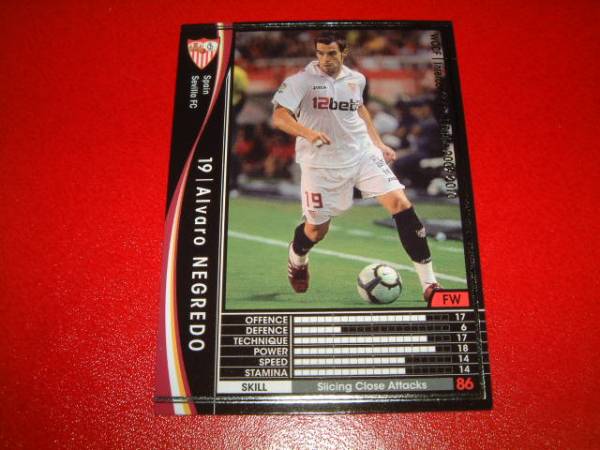 Spain
Sevilla FC
19 | Alvaro NEGREDO
WCCF
2009-2010
12bet
19
FW
OFFENCE 17
DEFENCE 6
TECHNIQUE 17
POWER 18
SPEED 14
STAMINA 14
SKILL Slicing Close Attacks 86